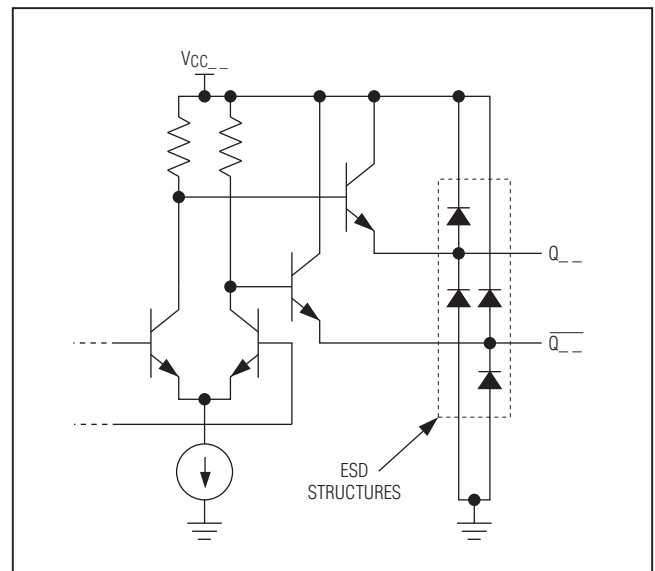 VCC_ _
Q_ _
Q_ _
ESD
STRUCTURES